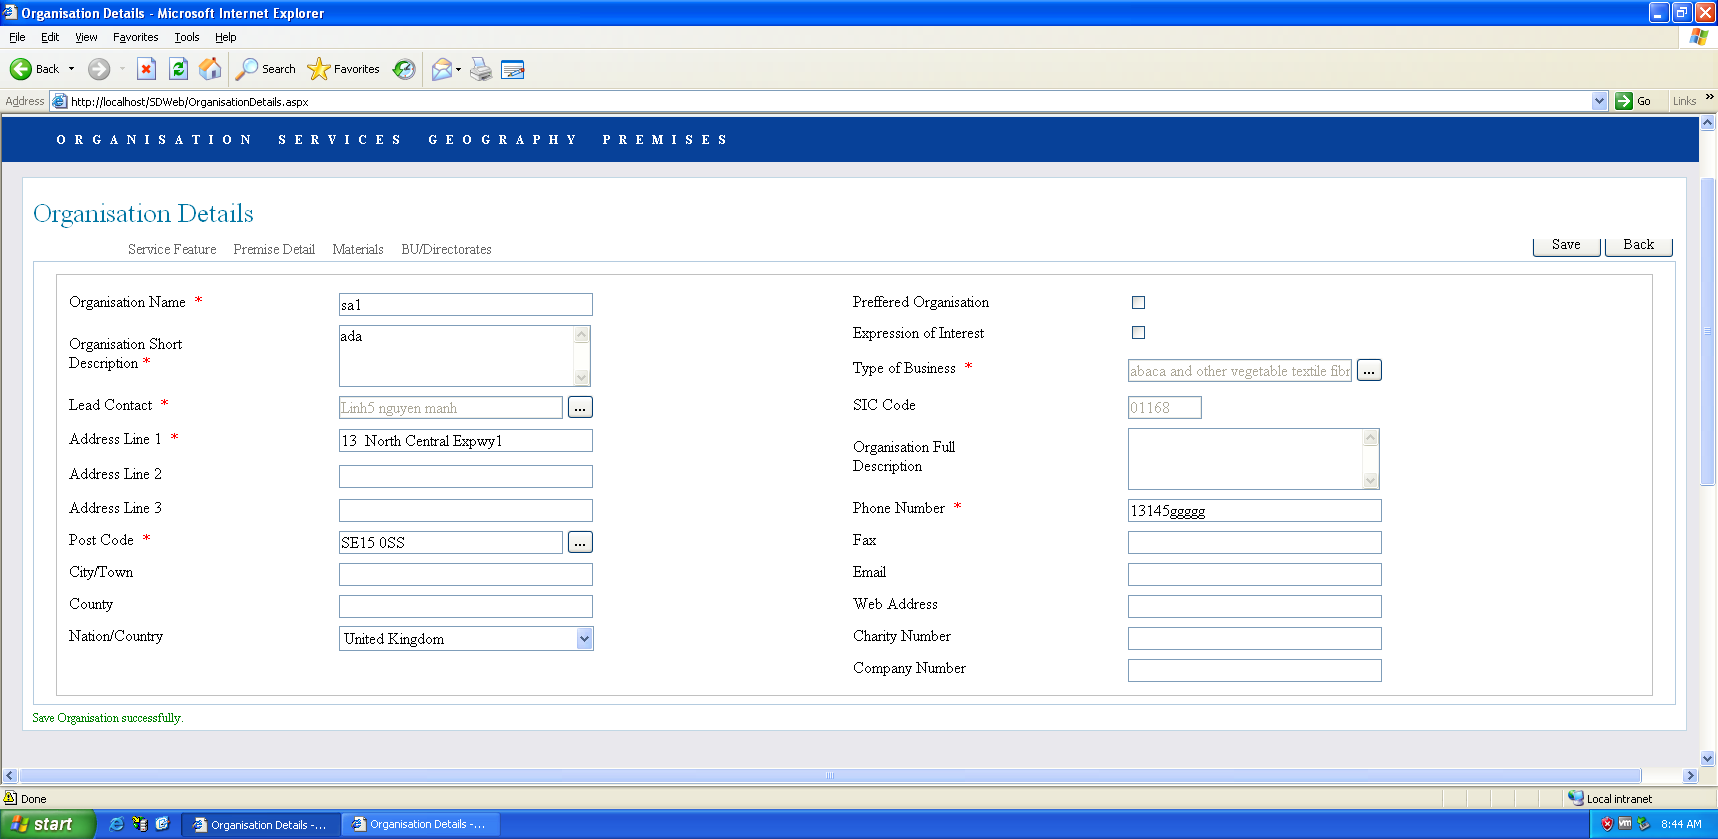 Organisation Details - Microsoft Internet Explorer
File Edit View Favorites Tools Help
Back Search Favorites
Address http://localhost/SDWeb/OrganisationDetails.aspx Go Links »
ORGANISATION SERVICES GEOGRAPHY PREMISES
Organisation Details
Service Feature Premise Detail Materials BU/Directorates Save Back
Organisation Name * sa1 Preffered Organisation
Expression of Interest
Organisation Short Description * ada
Type of Business * abaca and other vegetable textile fibr ...
Lead Contact * Linh5 nguyen manh ... SIC Code 01168
Address Line 1 * 13  North Central Expwy1
Organisation Full Description
Address Line 2
Address Line 3 Phone Number * 13145ggggg
Post Code * SE15 0SS ... Fax
City/Town Email
County Web Address
Nation/Country United Kingdom Charity Number
Company Number
Save Organisation successfully.
Done Local intranet
start Organisation Details -... Organisation Details -... vm 8:44 AM